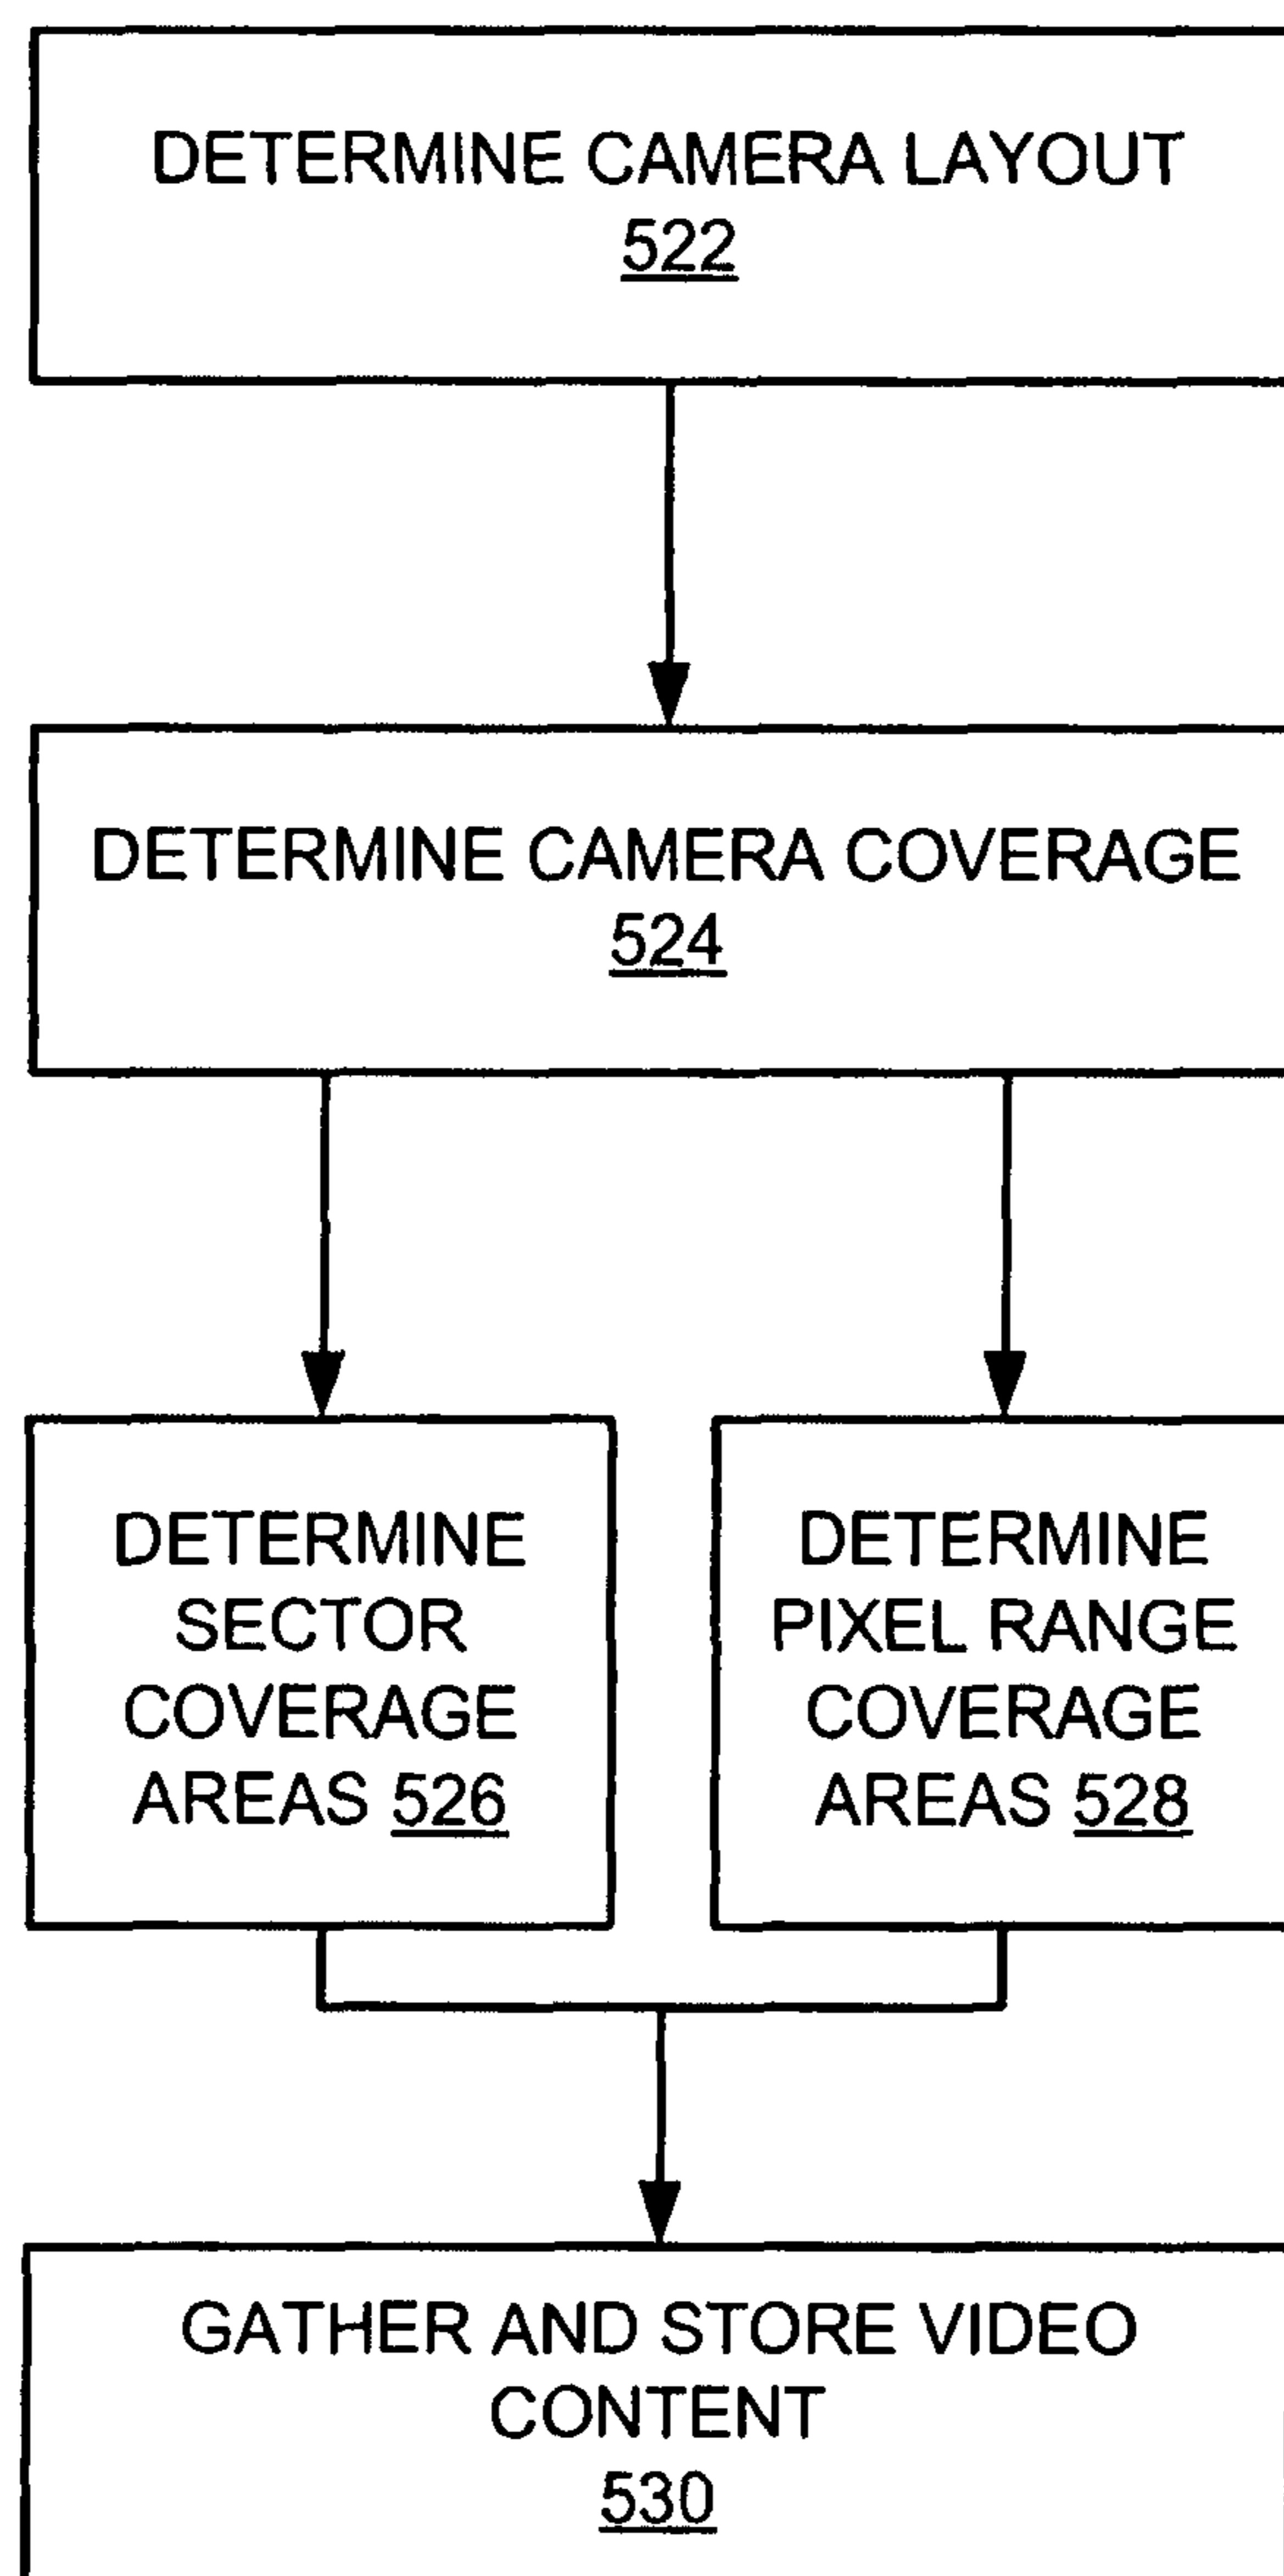 DETERMINE CAMERA LAYOUT
522
DETERMINE CAMERA COVERAGE
524
DETERMINE
SECTOR
COVERAGE
AREAS 526
DETERMINE
PIXEL RANGE
COVERAGE
AREAS 528
GATHER AND STORE VIDEO
CONTENT
530